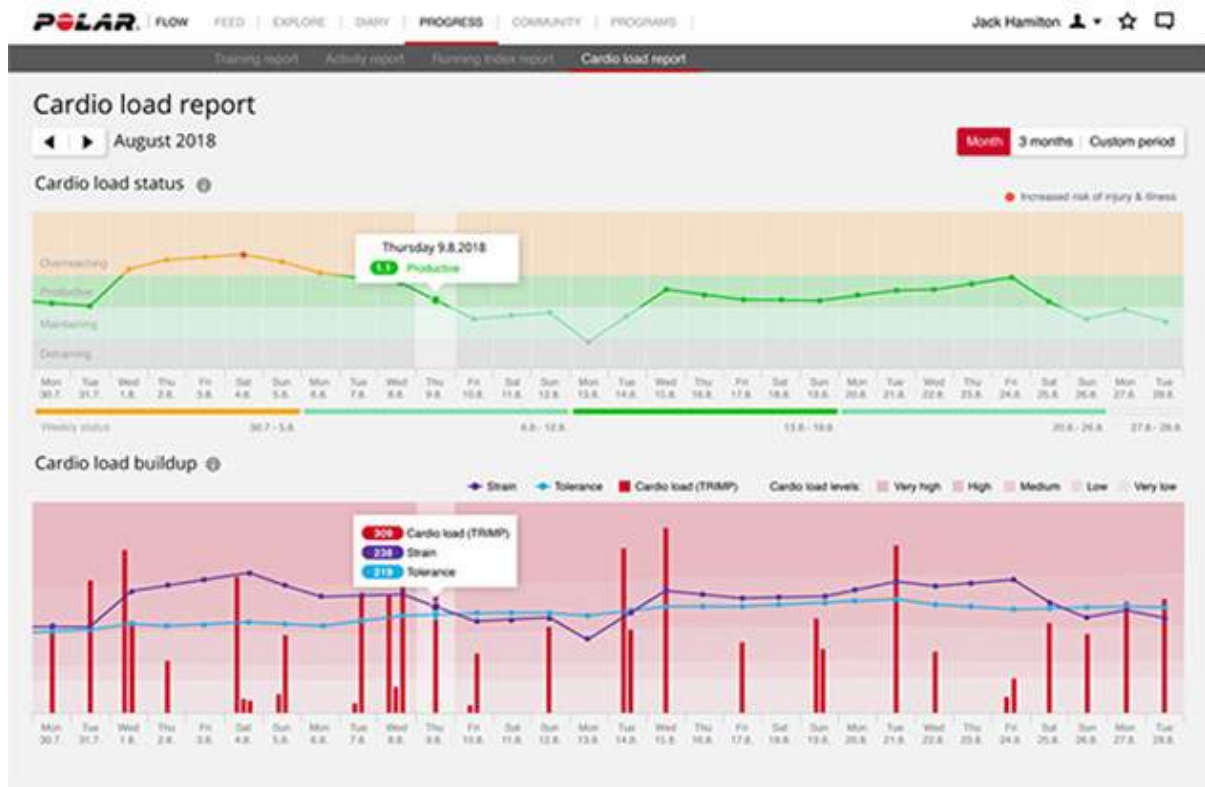 POLAR. FLOW FEED EXPLORE DIARY PROGRESS COMMUNITY PROGRAMS Jack Hamilton
Training report Activity report Running Index report Cardio load report
Cardio load report
August 2018
Month 3 months Custom period
Cardio load status
Increased risk of injury & illness
Thursday 9.8.2018
1.1 Productive
Overreaching
Productive
Maintaining
Detraining
Mon Tue Wed Thu Fri Sat Sun Mon Tue Wed Thu Fri Sat Sun Mon Tue Wed Thu Fri Sat Sun Mon Tue Wed Thu Fri Sat Sun Mon Tue
30.7. 31.7. 1.8. 2.8. 3.8. 4.8. 5.8. 6.8. 7.8. 8.8. 9.8. 10.8. 11.8. 12.8. 13.8. 14.8. 15.8. 16.8. 17.8. 18.8. 19.8. 20.8. 21.8. 22.8. 23.8. 24.8. 25.8. 26.8. 27.8. 28.8.
Weekly status 30.7 - 5.8. 6.8 - 12.8. 13.8. - 19.8. 20.8. - 26.8. 27.8 - 28.8.
Cardio load buildup
Strain Tolerance Cardio load (TRIMP) Cardio load levels: Very high High Medium Low Very low
309 Cardio load (TRIMP)
238 Strain
219 Tolerance
Mon Tue Wed Thu Fri Sat Sun Mon Tue Wed Thu Fri Sat Sun Mon Tue Wed Thu Fri Sat Sun Mon Tue Wed Thu Fri Sat Sun Mon Tue
30.7. 31.7. 1.8. 2.8. 3.8. 4.8. 5.8. 6.8. 7.8. 8.8. 9.8. 10.8. 11.8. 12.8. 13.8. 14.8. 15.8. 16.8. 17.8. 18.8. 19.8. 20.8. 21.8. 22.8. 23.8. 24.8. 25.8. 26.8. 27.8. 28.8.